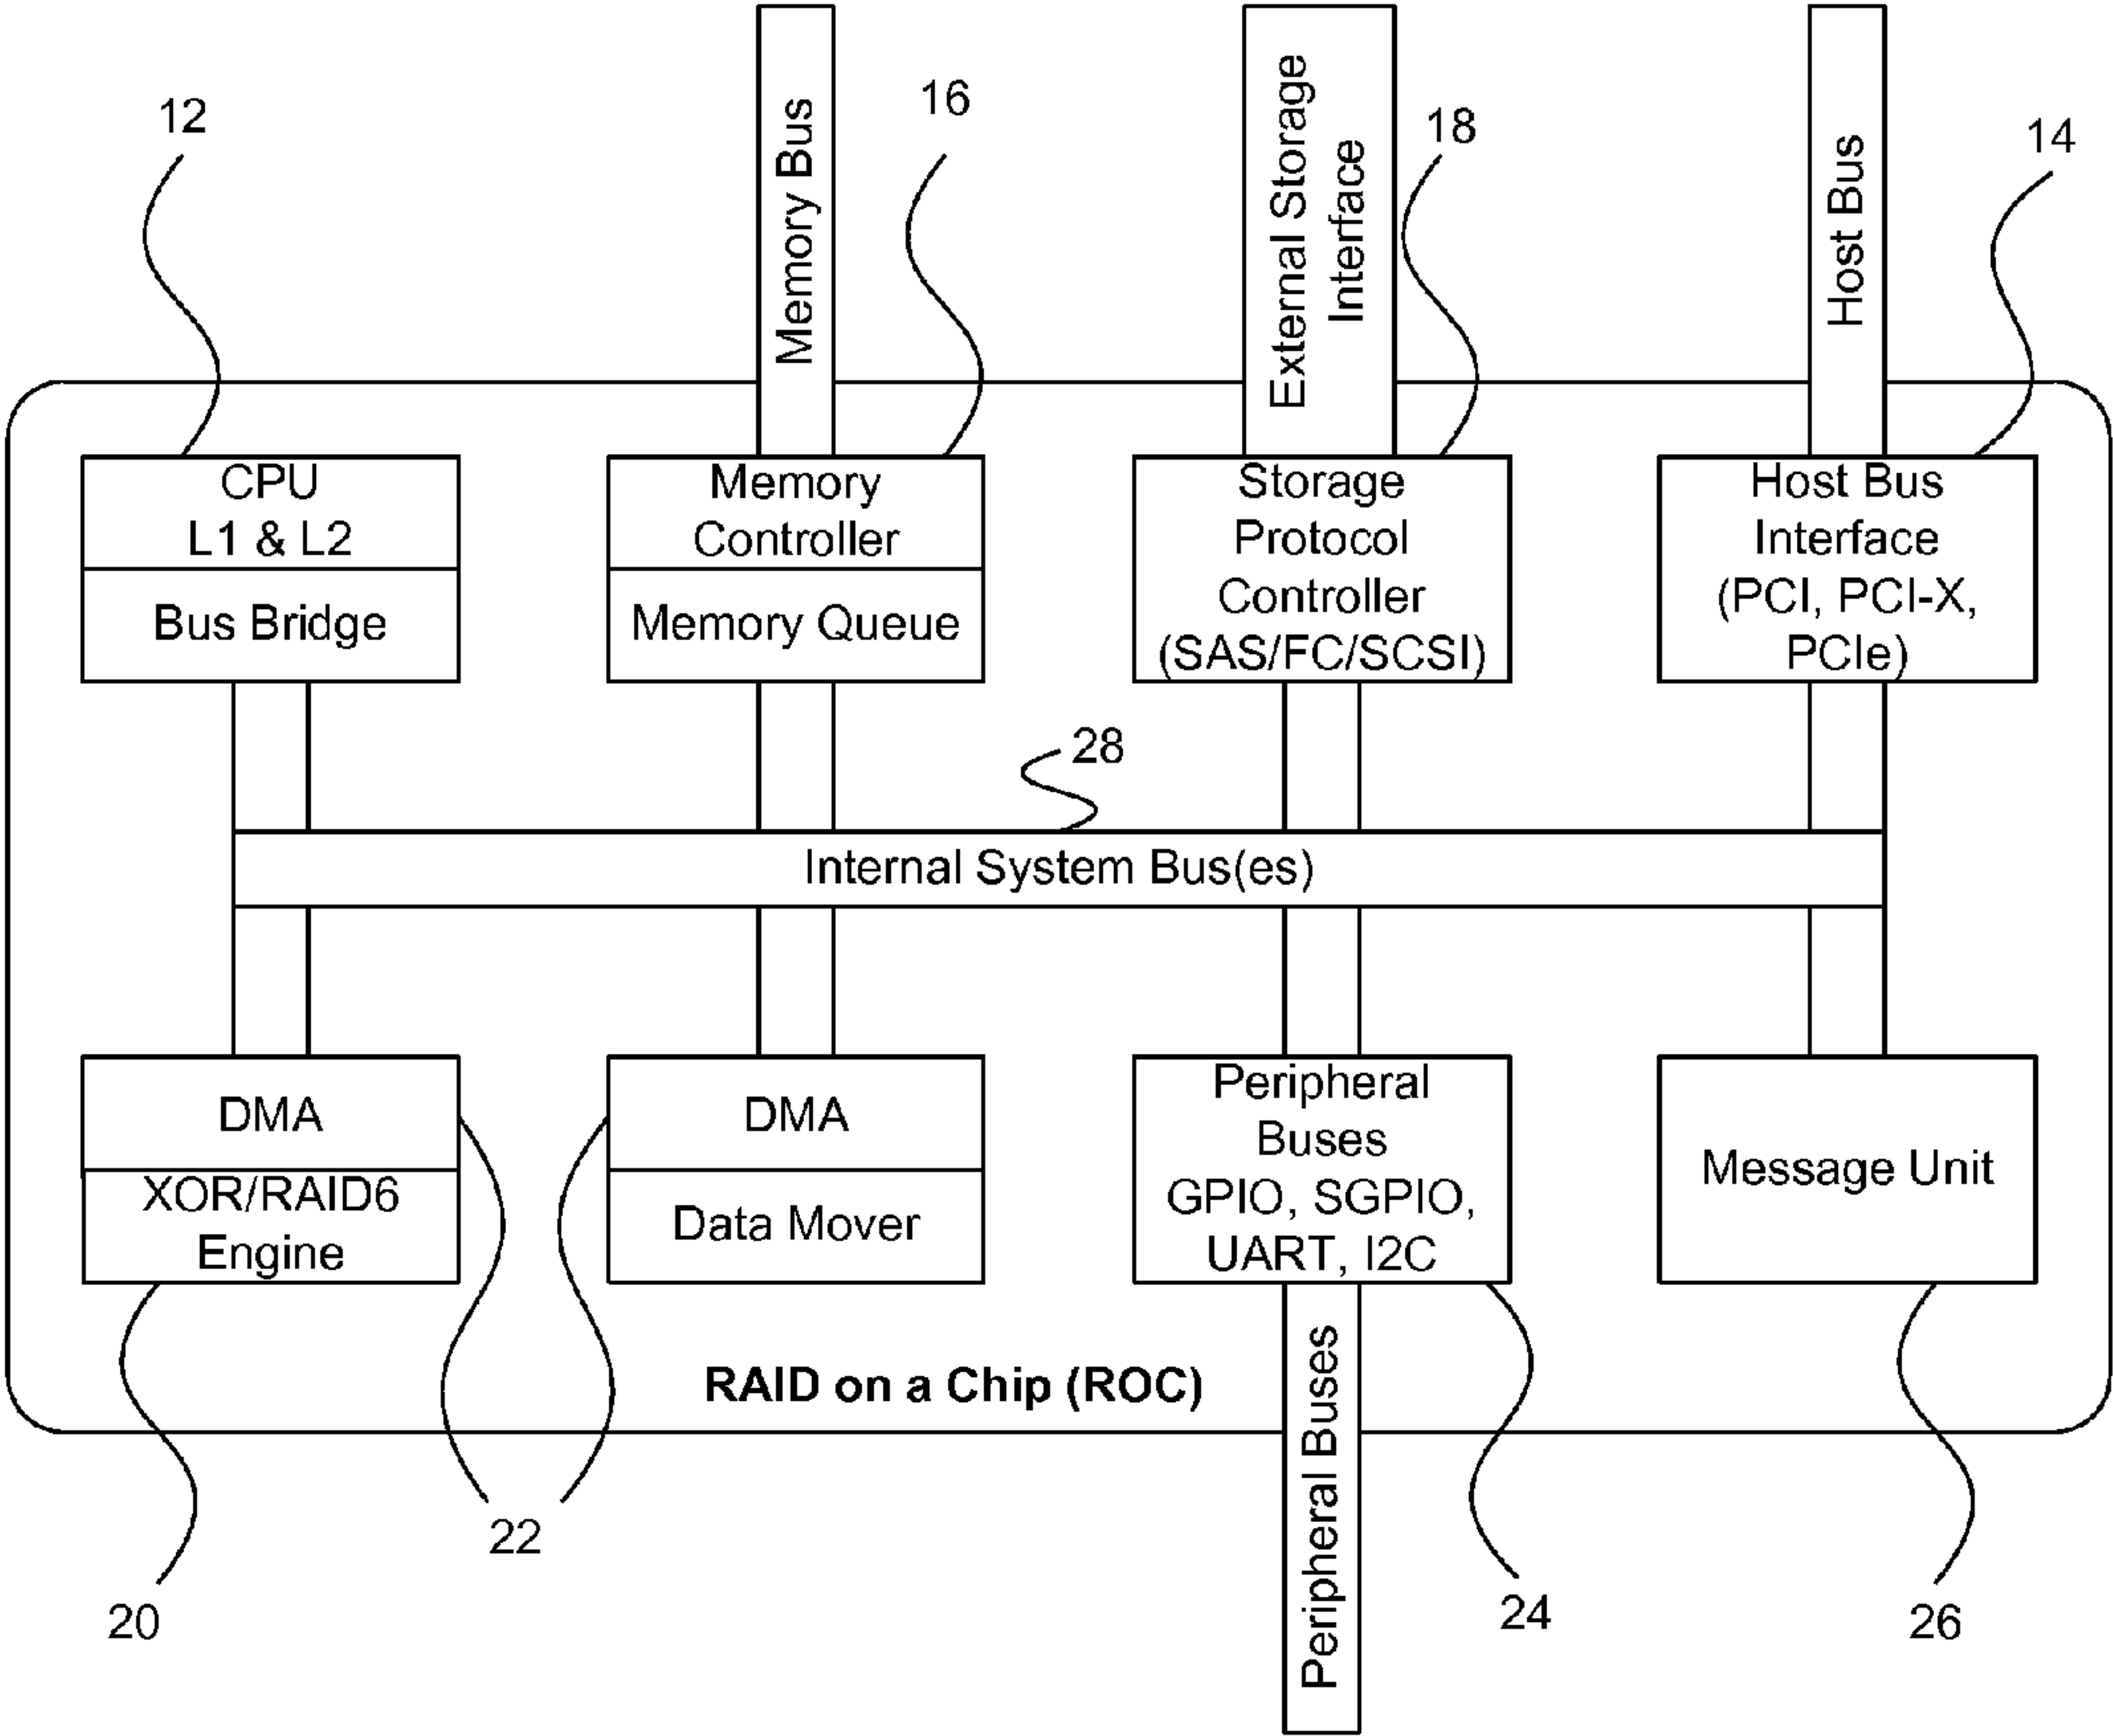 12
16
18
14
Memory Bus
External Storage
Interface
Host Bus
CPU
L1 & L2
Bus Bridge
Memory
Controller
Memory Queue
Storage
Protocol
Controller
(SAS/FC/SCSI)
Host Bus
Interface
(PCI, PCI-X,
PCIe)
28
Internal System Bus(es)
DMA
XOR/RAID6
Engine
DMA
Data Mover
Peripheral
Buses
GPIO, SGPIO,
UART, I2C
Message Unit
RAID on a Chip (ROC)
Peripheral Buses
22
20
24
26